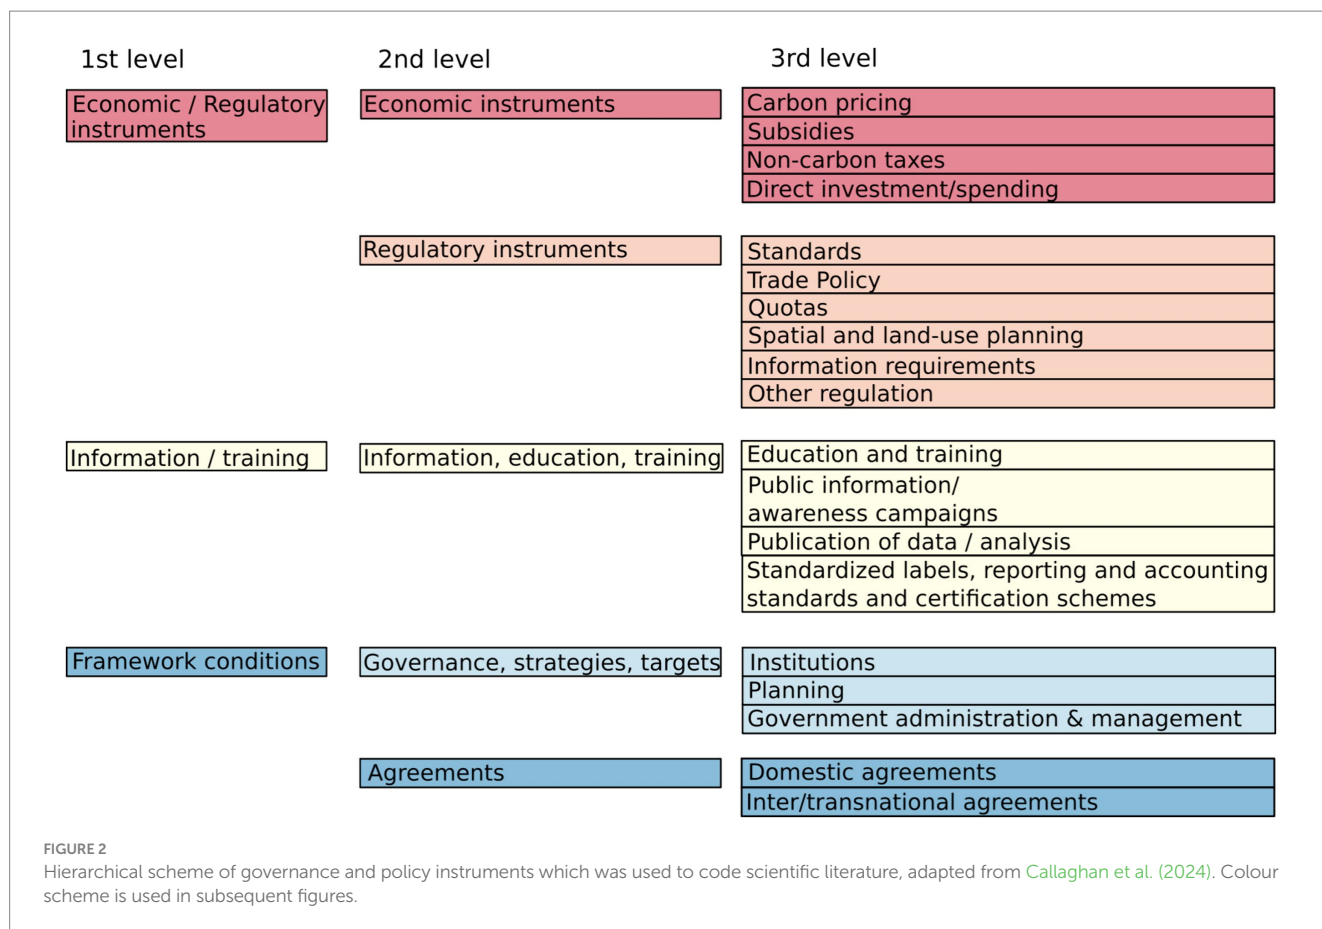 1st level
2nd level
3rd level
Economic / Regulatory
instruments
Economic instruments
Carbon pricing
Subsidies
Non-carbon taxes
Direct investment/spending
Regulatory instruments
Standards
Trade Policy
Quotas
Spatial and land-use planning
Information requirements
Other regulation
Information / training
Information, education, training
Education and training
Public information/
awareness campaigns
Publication of data / analysis
Standardized labels, reporting and accounting
standards and certification schemes
Framework conditions
Governance, strategies, targets
Institutions
Planning
Government administration & management
Agreements
Domestic agreements
Inter/transnational agreements
FIGURE 2
Hierarchical scheme of governance and policy instruments which was used to code scientific literature, adapted from Callaghan et al. (2024). Colour
scheme is used in subsequent figures.